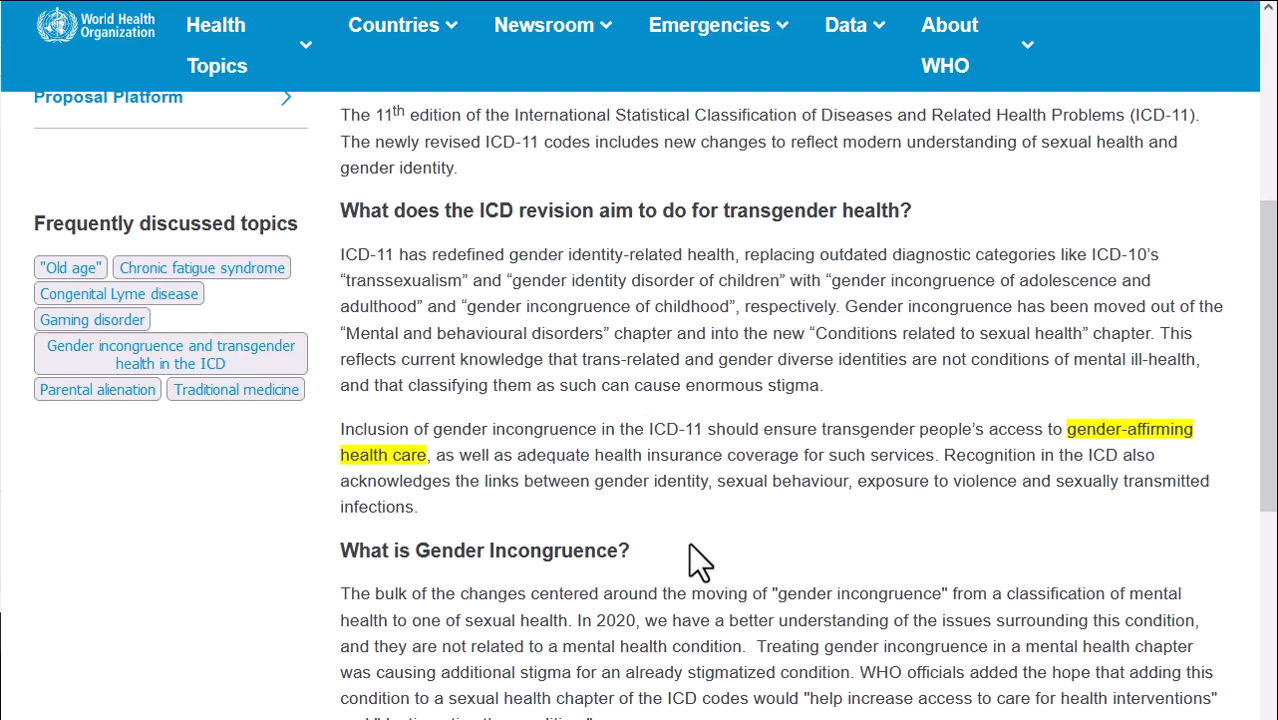 World Health
Organization
Health
Topics
Countries
Newsroom
Emergencies
Data
About
WHO
Proposal Platform
Frequently discussed topics
"Old age" Chronic fatigue syndrome
Congenital Lyme disease
Gaming disorder
Gender incongruence and transgender
health in the ICD
Parental alienation Traditional medicine
The 11th edition of the International Statistical Classification of Diseases and Related Health Problems (ICD-11).
The newly revised ICD-11 codes includes new changes to reflect modern understanding of sexual health and
gender identity.
What does the ICD revision aim to do for transgender health?
ICD-11 has redefined gender identity-related health, replacing outdated diagnostic categories like ICD-10’s
“transsexualism” and “gender identity disorder of children” with “gender incongruence of adolescence and
adulthood” and “gender incongruence of childhood”, respectively. Gender incongruence has been moved out of the
“Mental and behavioural disorders” chapter and into the new “Conditions related to sexual health” chapter. This
reflects current knowledge that trans-related and gender diverse identities are not conditions of mental ill-health,
and that classifying them as such can cause enormous stigma.
Inclusion of gender incongruence in the ICD-11 should ensure transgender people’s access to gender-affirming
health care, as well as adequate health insurance coverage for such services. Recognition in the ICD also
acknowledges the links between gender identity, sexual behaviour, exposure to violence and sexually transmitted
infections.
What is Gender Incongruence?
The bulk of the changes centered around the moving of "gender incongruence" from a classification of mental
health to one of sexual health. In 2020, we have a better understanding of the issues surrounding this condition,
and they are not related to a mental health condition.  Treating gender incongruence in a mental health chapter
was causing additional stigma for an already stigmatized condition. WHO officials added the hope that adding this
condition to a sexual health chapter of the ICD codes would "help increase access to care for health interventions"